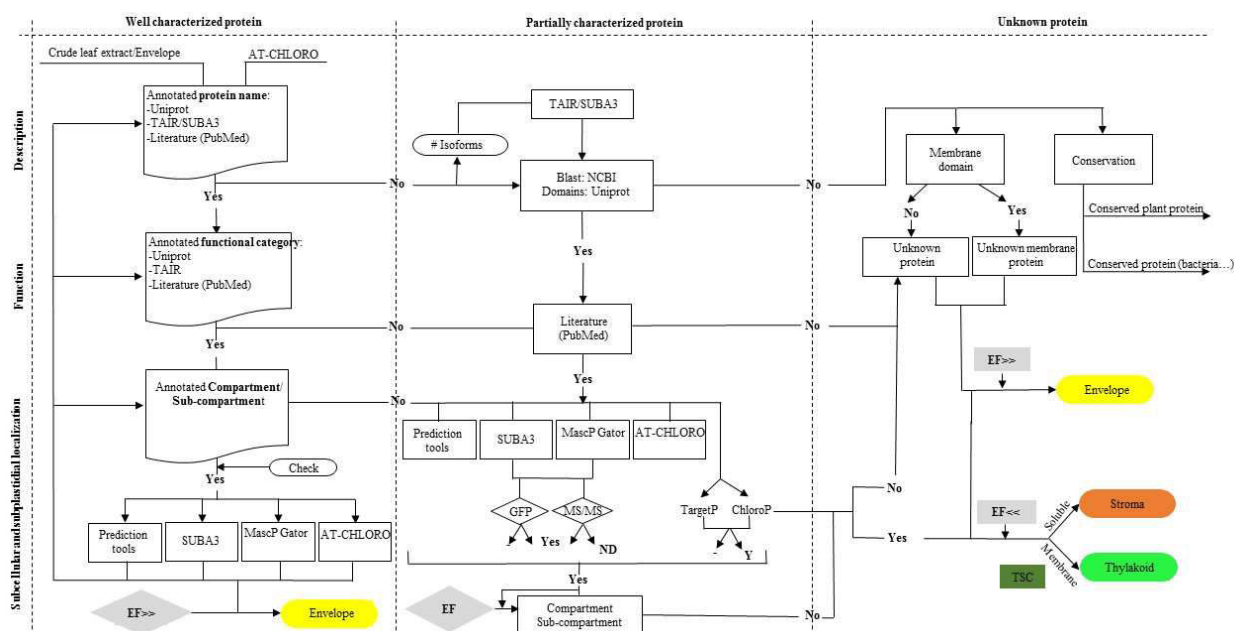 Well characterized protein
Partially characterized protein
Unknown protein
Description
Function
Subcellular and subplastidial localization
Crude leaf extract/Envelope
AT-CHLORO
Annotated protein name:
-Uniprot
-TAIR/SUBA3
-Literature (PubMed)
Yes
No
Annotated functional category:
-Uniprot
-TAIR
-Literature (PubMed)
Yes
No
Annotated Compartment/
Sub-compartment
No
Check
Yes
Prediction
tools
SUBA3
MascP Gator
AT-CHLORO
EF>>
Envelope
TAIR/SUBA3
# Isoforms
Blast: NCBI
Domains: Uniprot
No
Yes
Literature
(PubMed)
No
Yes
Prediction
tools
SUBA3
MascP Gator
AT-CHLORO
GFP
MS/MS
TargetP
ChloroP
-
Yes
ND
-
Y
Yes
EF
Compartment
Sub-compartment
No
No
Yes
Membrane
domain
Conservation
No
Yes
Conserved plant protein
Unknown
protein
Unknown membrane
protein
Conserved protein (bacteria...)
EF>>
Envelope
EF<<
Soluble
Stroma
Membrane
TSC
Thylakoid